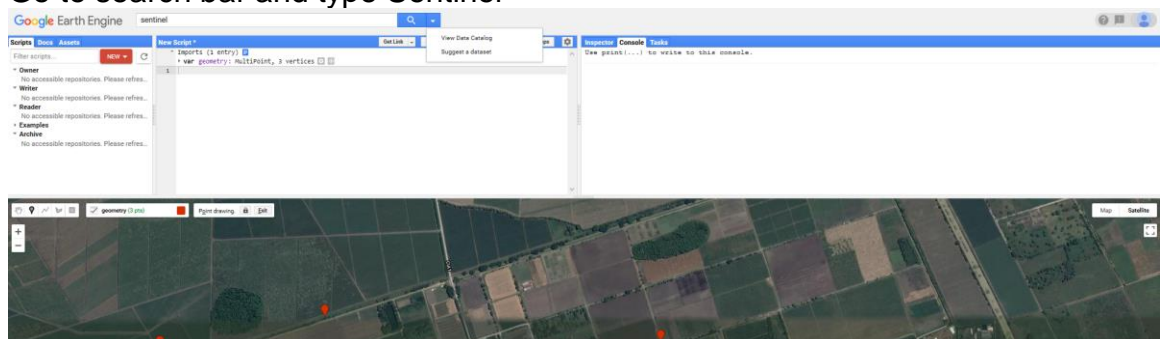 Go to search bar and type Sentinel
Google Earth Engine
sentinel
View Data Catalog
Suggest a dataset
Scripts Docs Assets
Filter scripts...
NEW
Owner
No accessible repositories. Please refres...
Writer
No accessible repositories. Please refres...
Reader
No accessible repositories. Please refres...
Examples
Archive
No accessible repositories. Please refres...
New Script *
Get Link
Imports (1 entry)
var geometry: MultiPoint, 3 vertices
1
Inspector Console Tasks
Use print(...) to write to this console.
geometry (3 pts)
Point drawing. Exit
Map Satellite
+
−